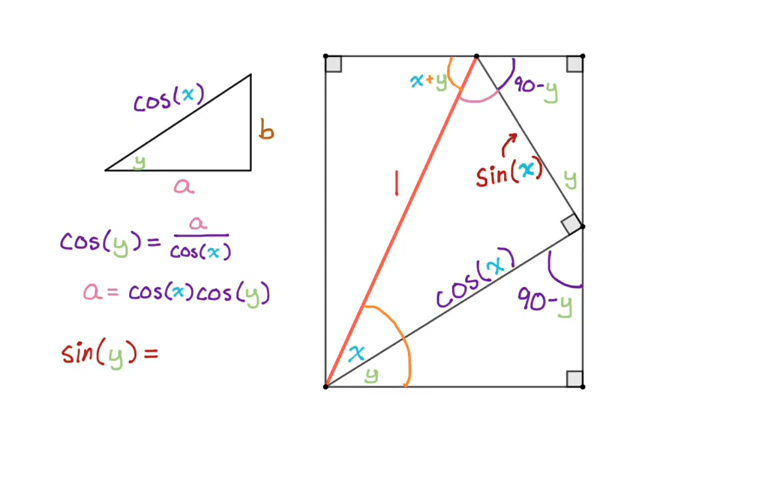 cos(x)
b
y
a
cos(y) = a/cos(x)
a = cos(x)cos(y)
sin(y) =
x+y
90-y
sin(x)
y
1
cos(x)
90-y
x
y